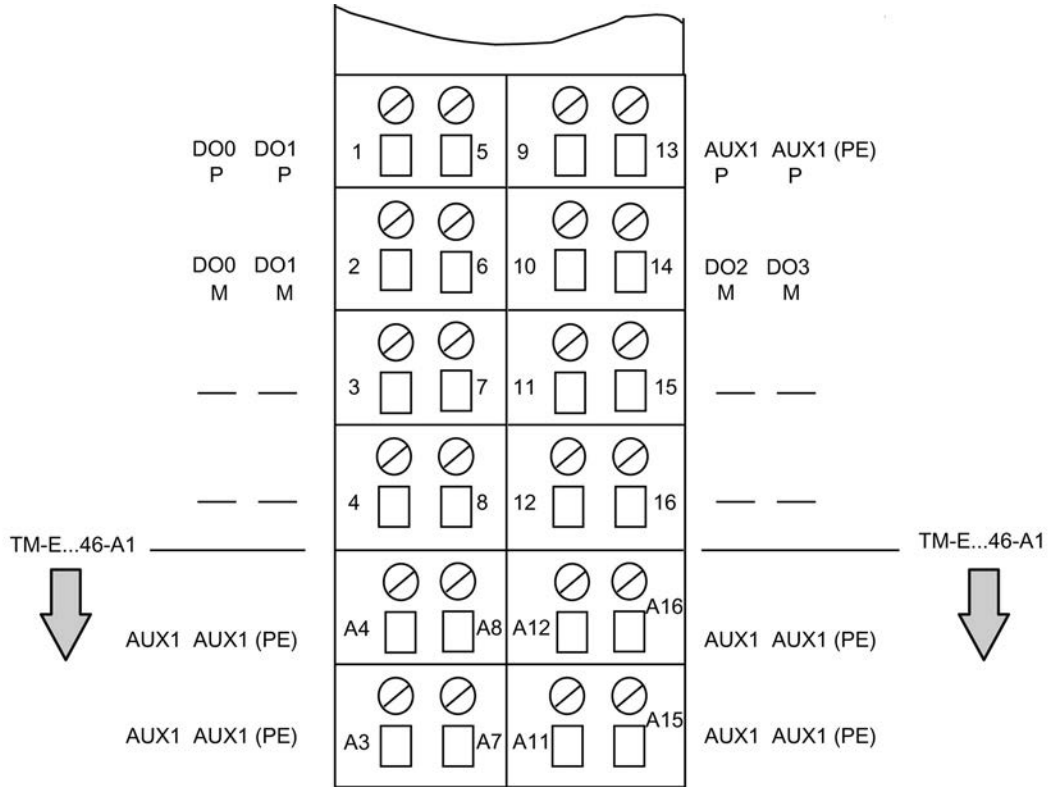 DO0 DO1 1 5 9 13 AUX1 AUX1 (PE)
P P P P
DO0 DO1 2 6 10 14 DO2 DO3
M M M M
— — 3 7 11 15 — —
— — 4 8 12 16 — —
TM-E...46-A1 TM-E...46-A1
A16
AUX1 AUX1 (PE) A4 A8 A12 AUX1 AUX1 (PE)
A15
AUX1 AUX1 (PE) A3 A7 A11 AUX1 AUX1 (PE)